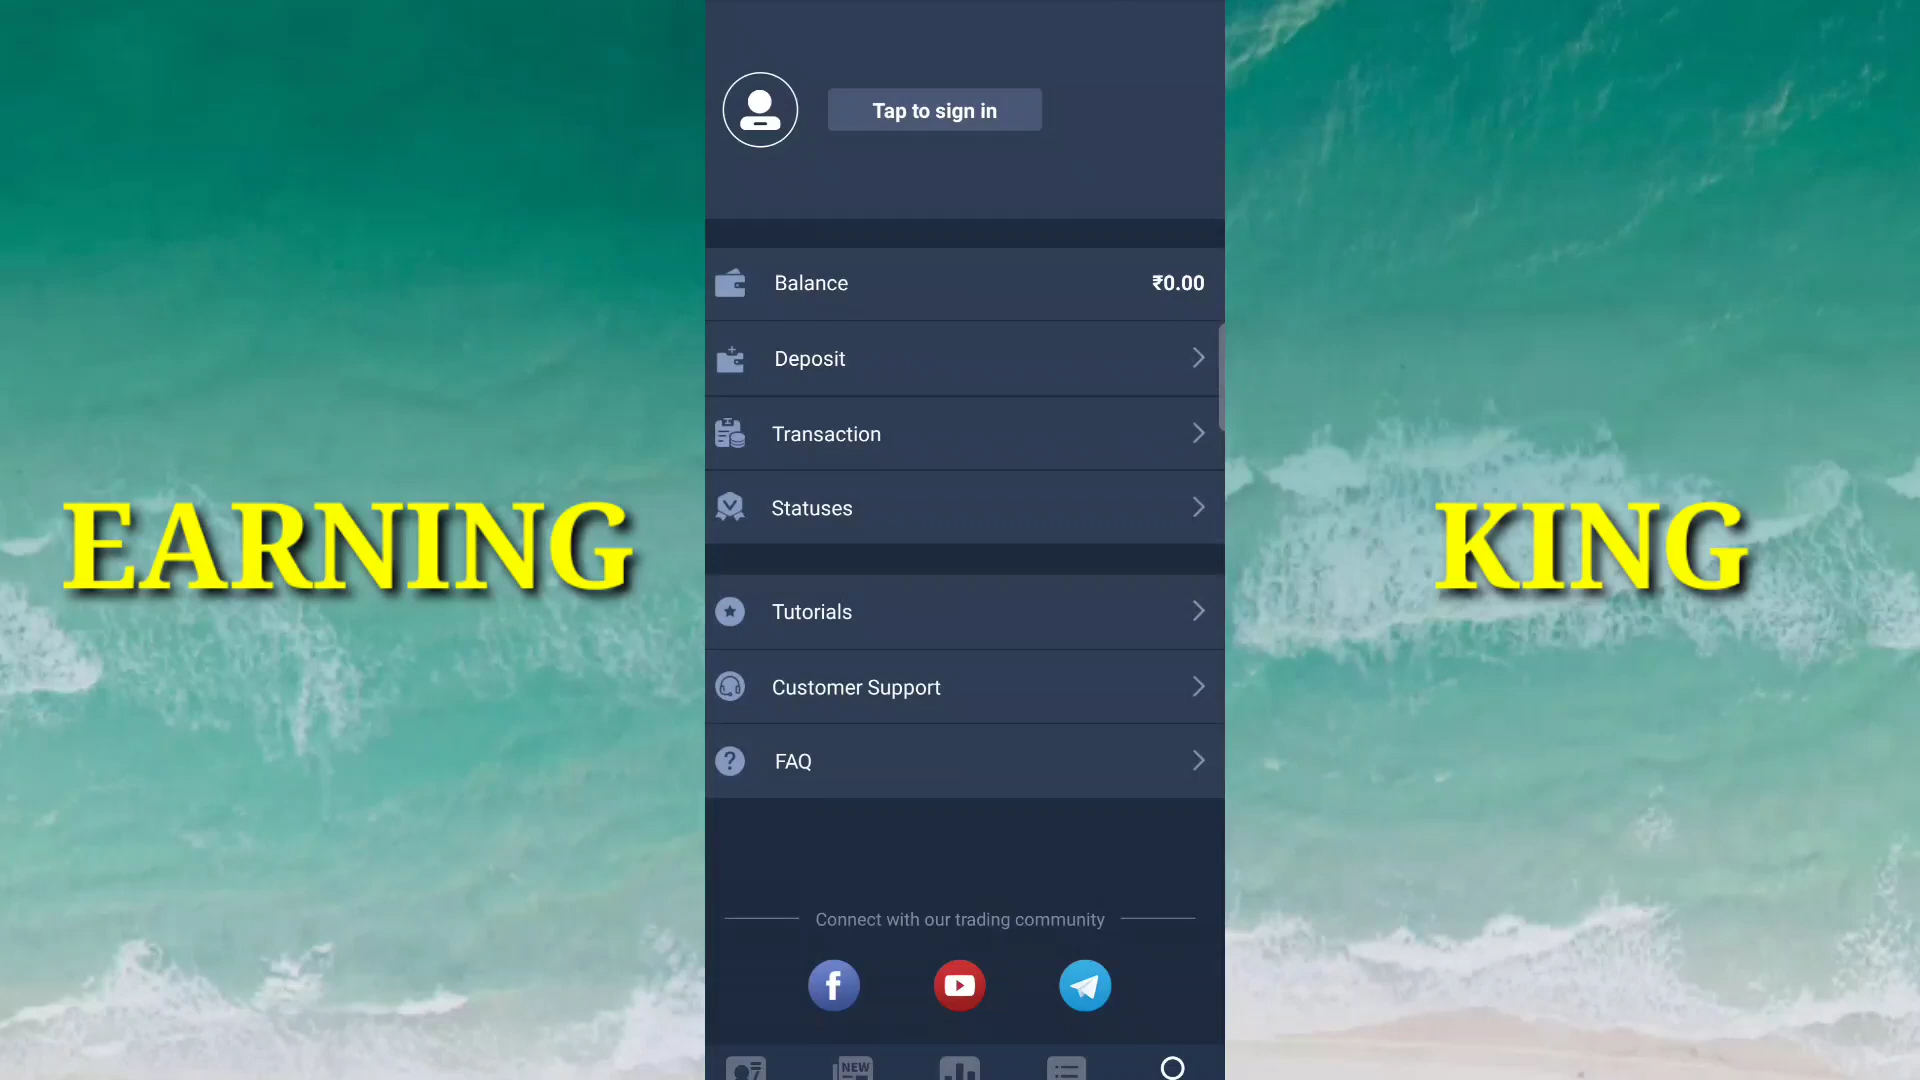 Tap to sign in
Balance ₹0.00
Deposit
Transaction
Statuses
EARNING KING
Tutorials
Customer Support
FAQ
Connect with our trading community
NEW